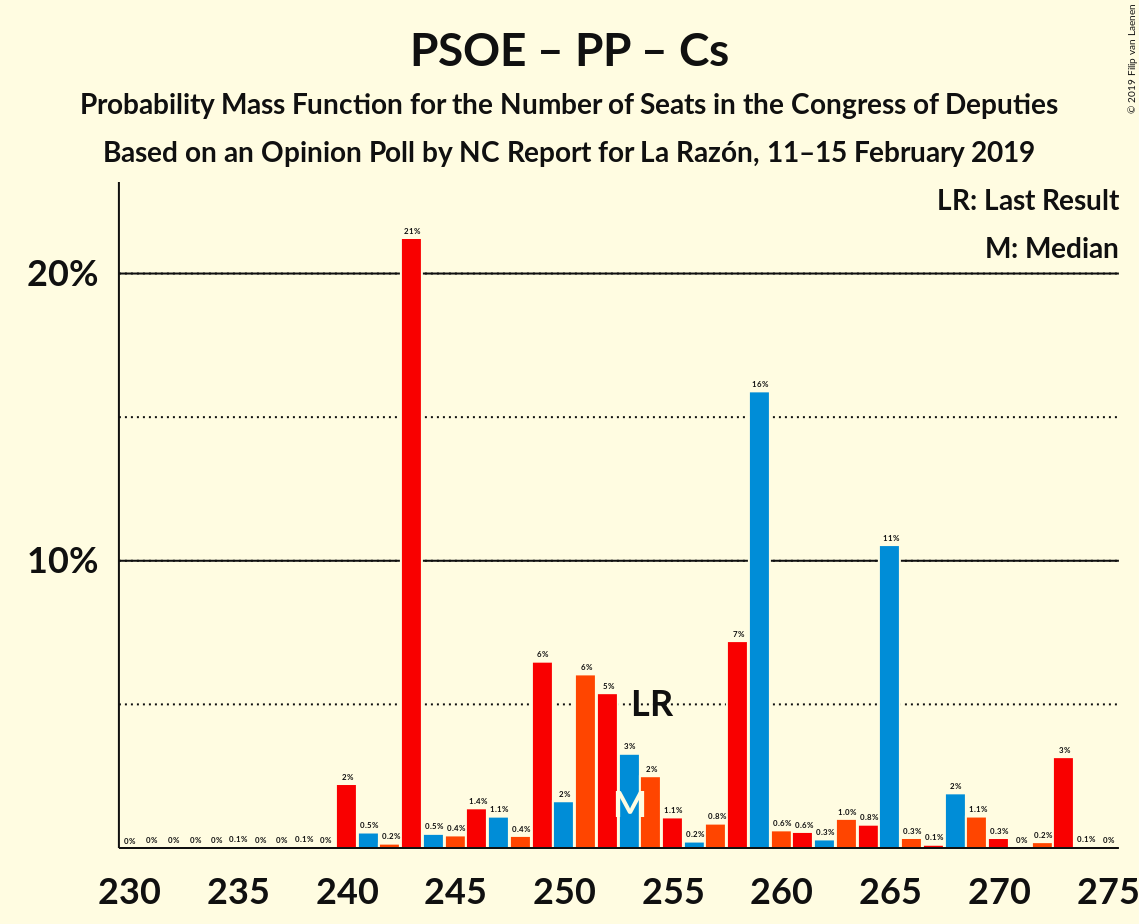 PSOE – PP – Cs
Probability Mass Function for the Number of Seats in the Congress of Deputies
Based on an Opinion Poll by NC Report for La Razón, 11–15 February 2019
© 2019 Filip van Laenen
LR: Last Result
M: Median
20%
10%
0% 0% 0% 0% 0% 0.1% 0% 0% 0.1% 0% 2% 0.5% 0.2% 21% 0.5% 0.4% 1.4% 1.1% 0.4% 6% 2% 6% 5% 3% 2% 1.1% 0.2% 0.8% 7% 16% 0.6% 0.6% 0.3% 1.0% 0.8% 11% 0.3% 0.1% 2% 1.1% 0.3% 0% 0.2% 3% 0.1% 0%
LR
M
230 235 240 245 250 255 260 265 270 275